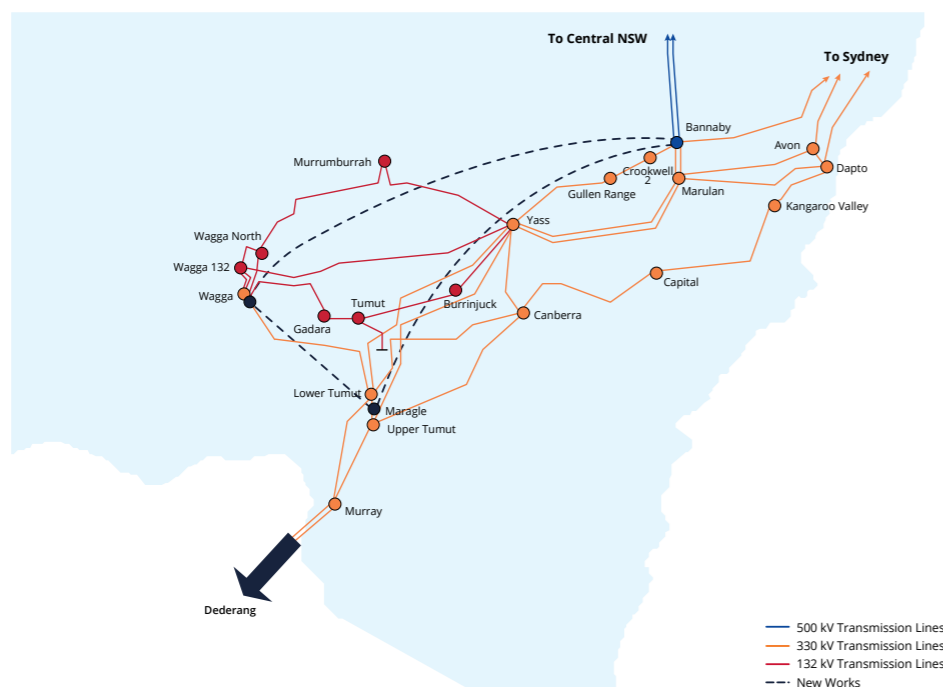 To Central NSW
To Sydney
Bannaby
Avon
Murrumburrah
Crookwell
2
Dapto
Gullen Range
Marulan
Kangaroo Valley
Yass
Wagga North
Wagga 132
Capital
Wagga
Tumut
Burrinjuck
Gadara
Canberra
Lower Tumut
Maragle
Upper Tumut
Murray
Dederang
500 kV Transmission Lines
330 kV Transmission Lines
132 kV Transmission Lines
New Works